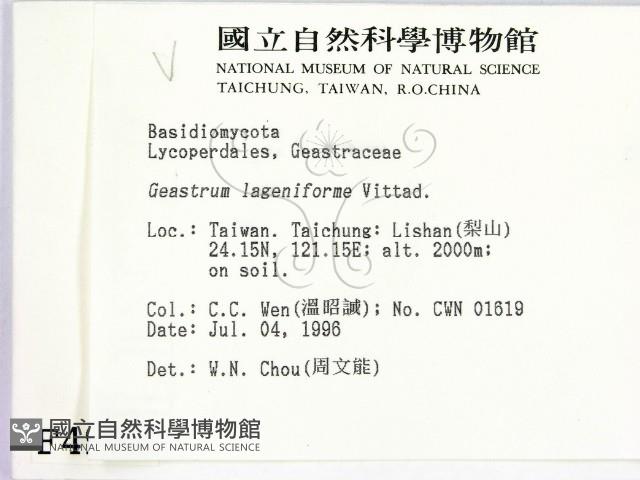 國立自然科學博物館
NATIONAL MUSEUM OF NATURAL SCIENCE
TAICHUNG, TAIWAN, R.O.CHINA
Basidiomycota
Lycoperdales, Geastraceae
Geastrum lageniforme Vittad.
Loc.: Taiwan. Taichung: Lishan(梨山)
24.15N, 121.15E; alt. 2000m;
on soil.
Col.: C.C. Wen(溫昭誠); No. CWN 01619
Date: Jul. 04, 1996
Det.: W.N. Chou(周文能)
國立自然科學博物館
NATIONAL MUSEUM OF NATURAL SCIENCE